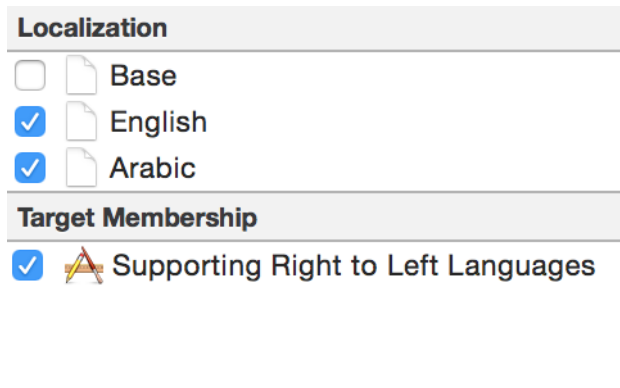 Localization
Base
English
Arabic
Target Membership
Supporting Right to Left Languages